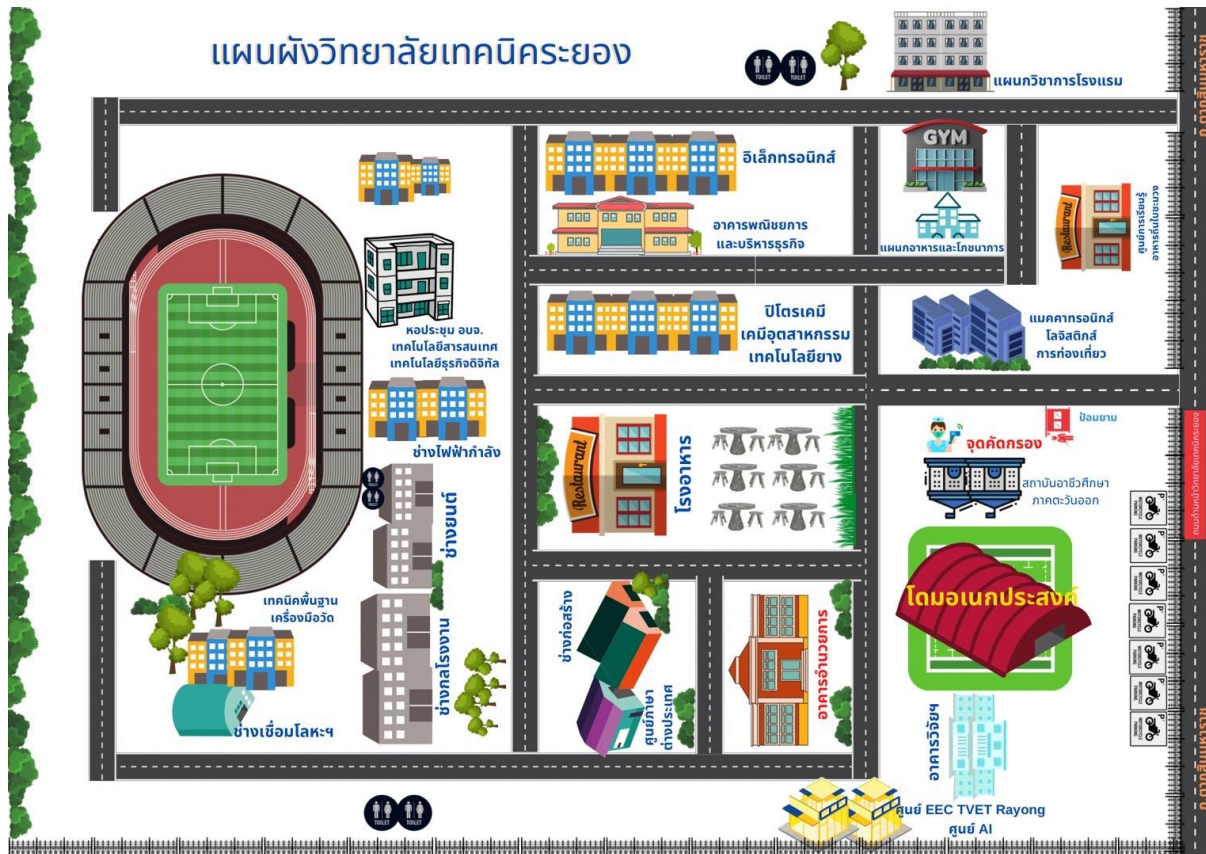 แผนผังวิทยาลัยเทคนิคระยอง
TOILET
TOILET
แผนกวิชาการโรงแรม
อิเล็กทรอนิกส์
GYM
อาคารพณิชยการ
และบริหารธุรกิจ
แผนกอาหารและโภชนาการ
Restaurant
หอประชุม อบจ.
เทคโนโลยีสารสนเทศ
เทคโนโลยีธุรกิจดิจิทัล
ปิโตรเคมี
เคมีอุตสาหกรรม
เทคโนโลยียาง
แมคคาทรอนิกส์
โลจิสติกส์
การท่องเที่ยว
ช่างไฟฟ้ากำลัง
Restaurant
โรงอาหาร
จุดคัดกรอง
ป้อมยาม
สถาบันอาชีวศึกษา
ภาคตะวันออก
ถนนด้านหน้าวิทยาลัยเทคนิคระยอง
ช่างยนต์
โดมอเนกประสงค์
เทคนิคพื้นฐาน
เครื่องมือวัด
ช่างกลโรงงาน
ช่างก่อสร้าง
ศูนย์ภาษา
ต่างประเทศ
อาคารอำนวยการ
ช่างเชื่อมโลหะฯ
อาคารวิจัยฯ
TOILET
TOILET
ศูนย์ EEC TVET Rayong
ศูนย์ AI